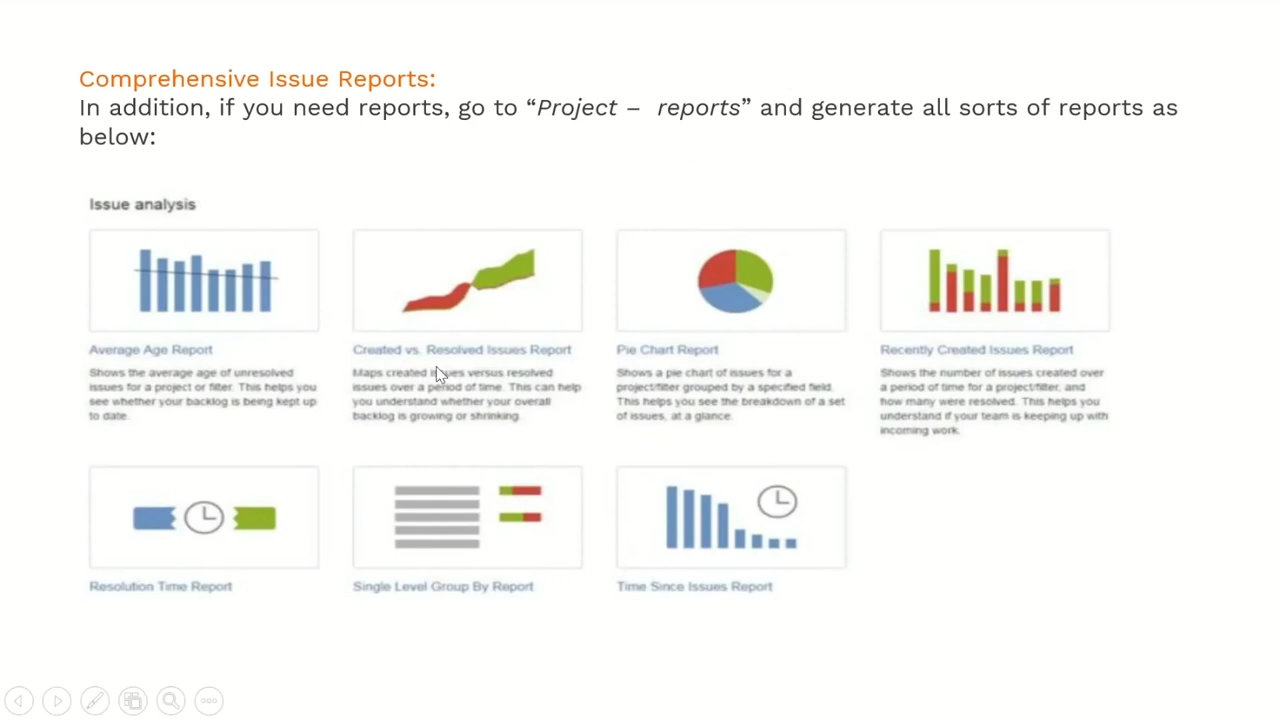 Comprehensive Issue Reports:
In addition, if you need reports, go to “Project – reports” and generate all sorts of reports as
below:
Issue analysis
Average Age Report
Shows the average age of unresolved
issues for a project or filter. This helps you
see whether your backlog is being kept up
to date.
Created vs. Resolved Issues Report
Maps created issues versus resolved
issues over a period of time. This can help
you understand whether your overall
backlog is growing or shrinking.
Pie Chart Report
Shows a pie chart of issues for a
project/filter grouped by a specified field.
This helps you see the breakdown of a set
of issues, at a glance.
Recently Created Issues Report
Shows the number of issues created over
a period of time for a project/filter, and
how many were resolved. This helps you
understand if your team is keeping up with
incoming work.
Resolution Time Report
Single Level Group By Report
Time Since Issues Report